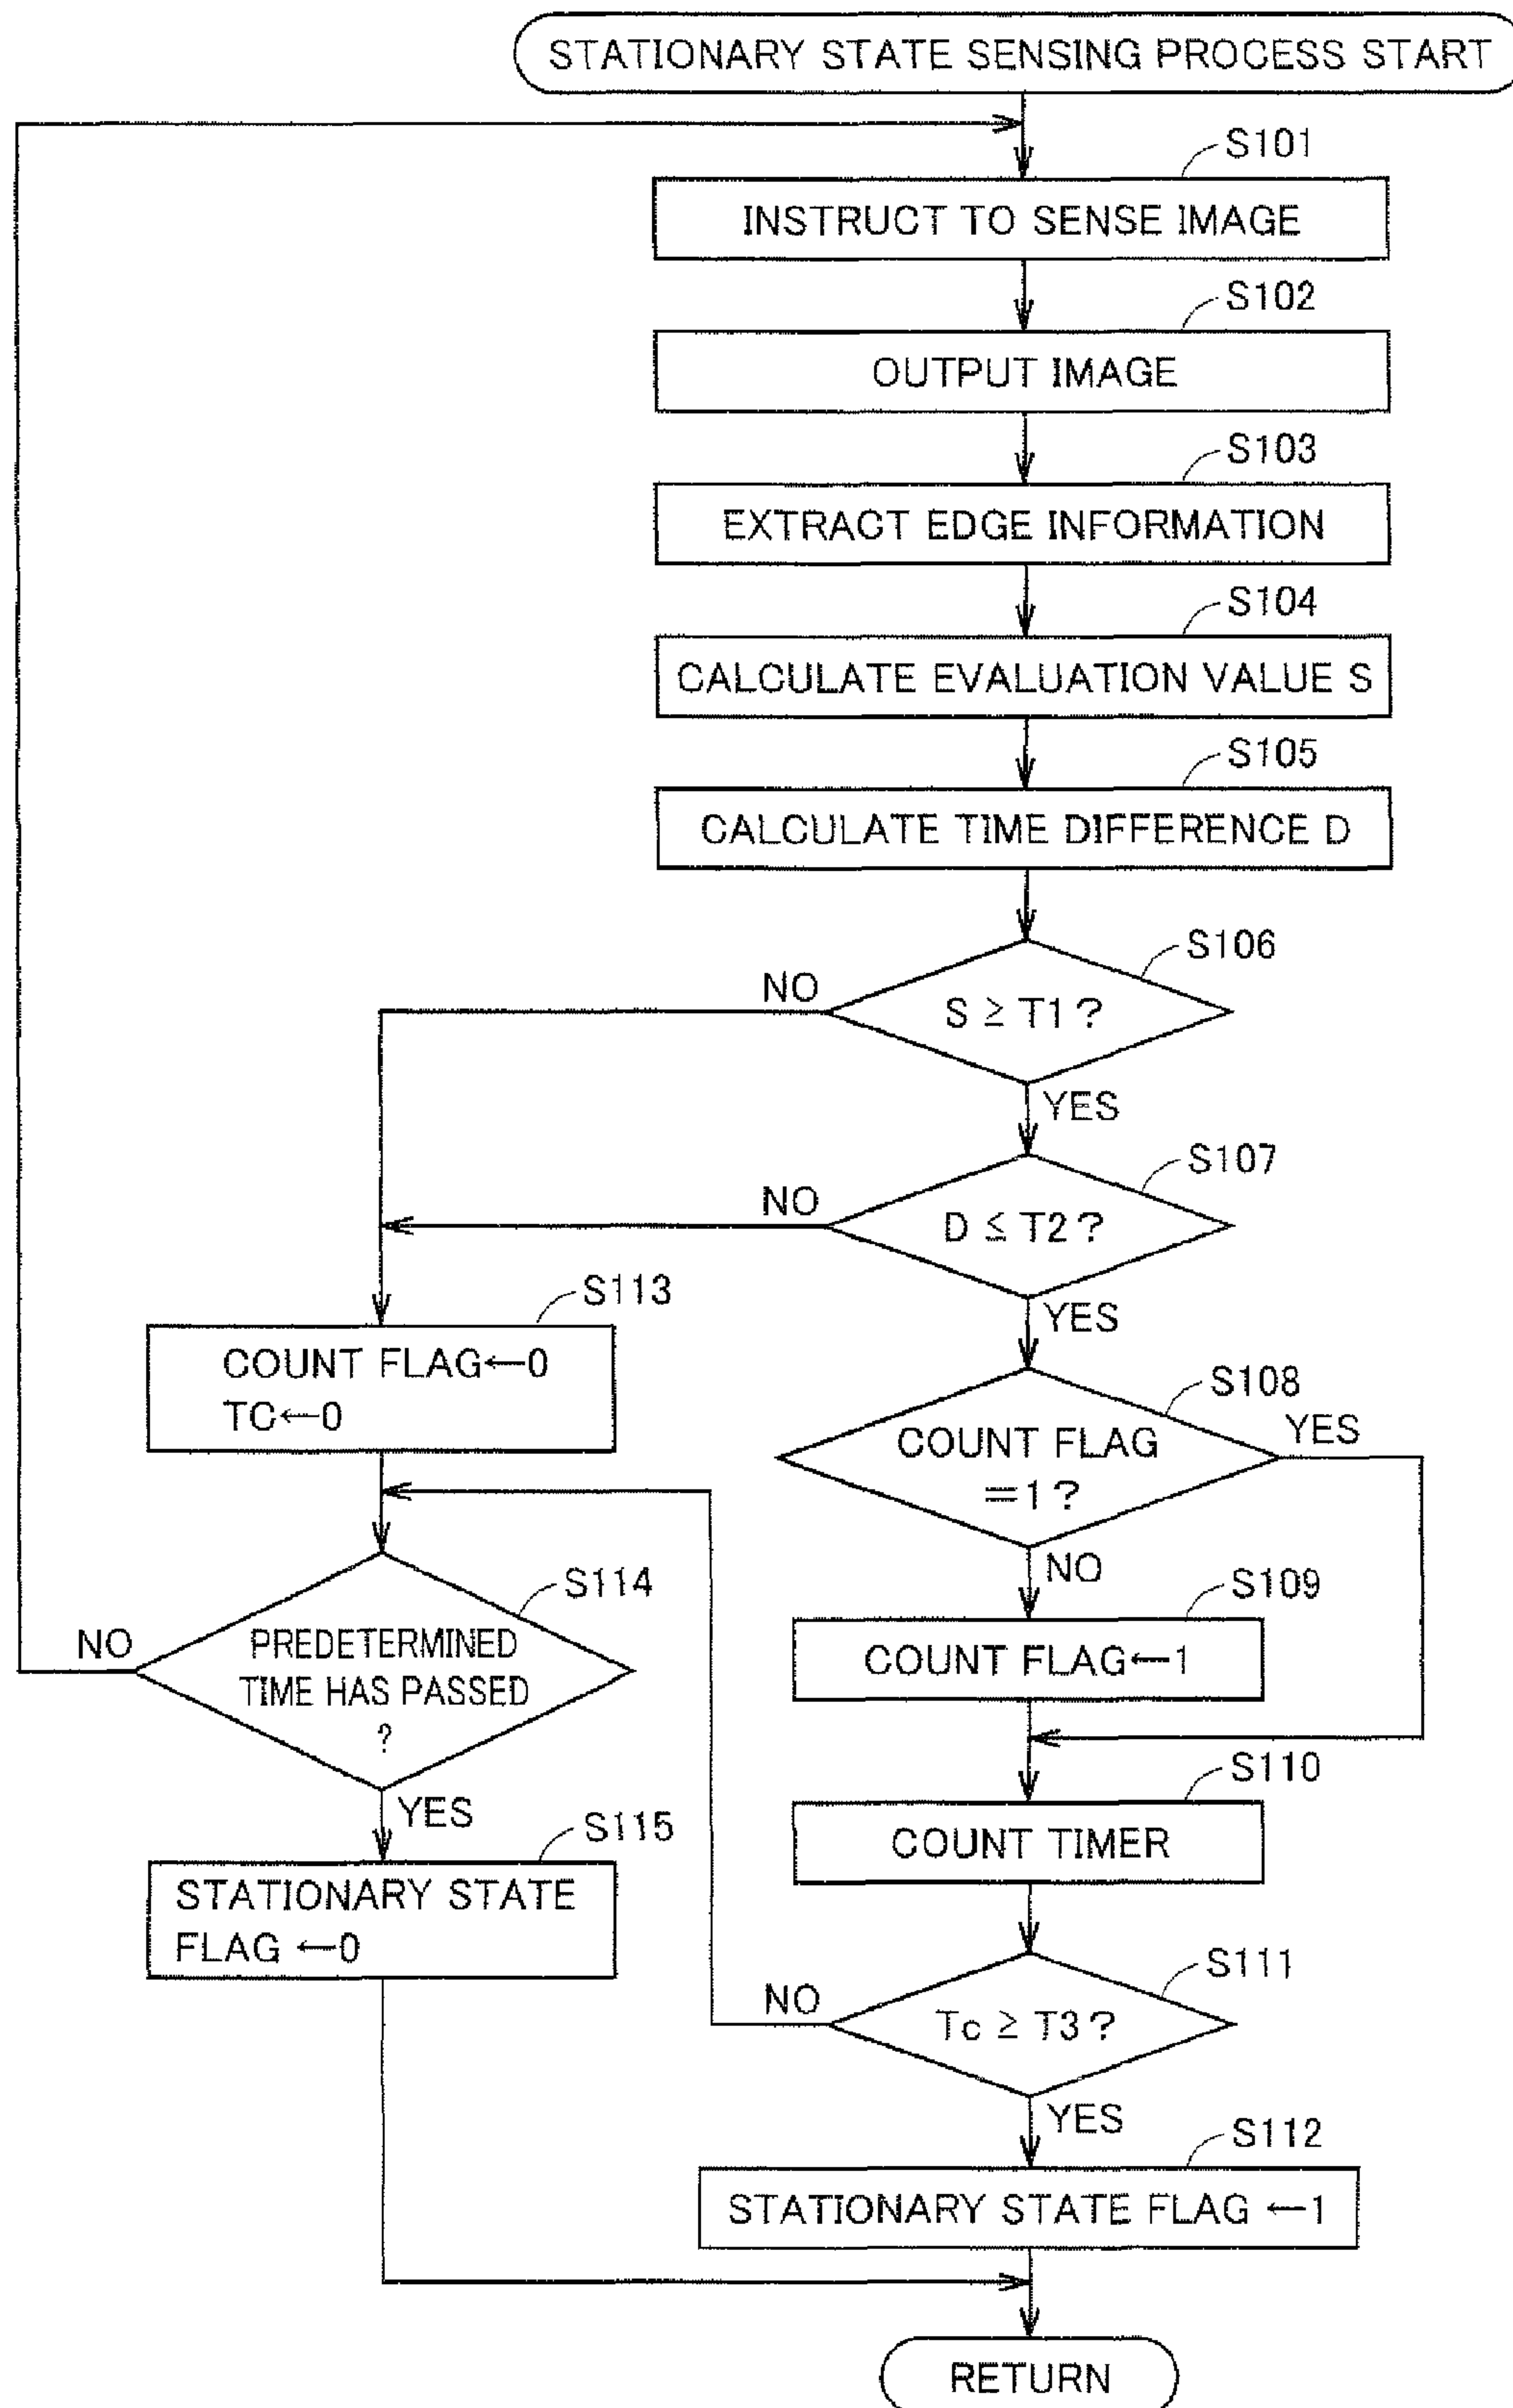 STATIONARY STATE SENSING PROCESS START
S101
INSTRUCT TO SENSE IMAGE
S102
OUTPUT IMAGE
S103
EXTRACT EDGE INFORMATION
S104
CALCULATE EVALUATION VALUE S
S105
CALCULATE TIME DIFFERENCE D
S106
NO
S ≧ T1 ?
YES
S107
NO
D ≦ T2 ?
YES
S113
COUNT FLAG←0
TC←0
S108
COUNT FLAG
=1 ?
YES
NO
S114
NO
PREDETERMINED
TIME HAS PASSED
?
YES
S109
COUNT FLAG←1
S110
COUNT TIMER
S115
STATIONARY STATE
FLAG ←0
S111
NO
Tc ≧ T3 ?
YES
S112
STATIONARY STATE FLAG ←1
RETURN